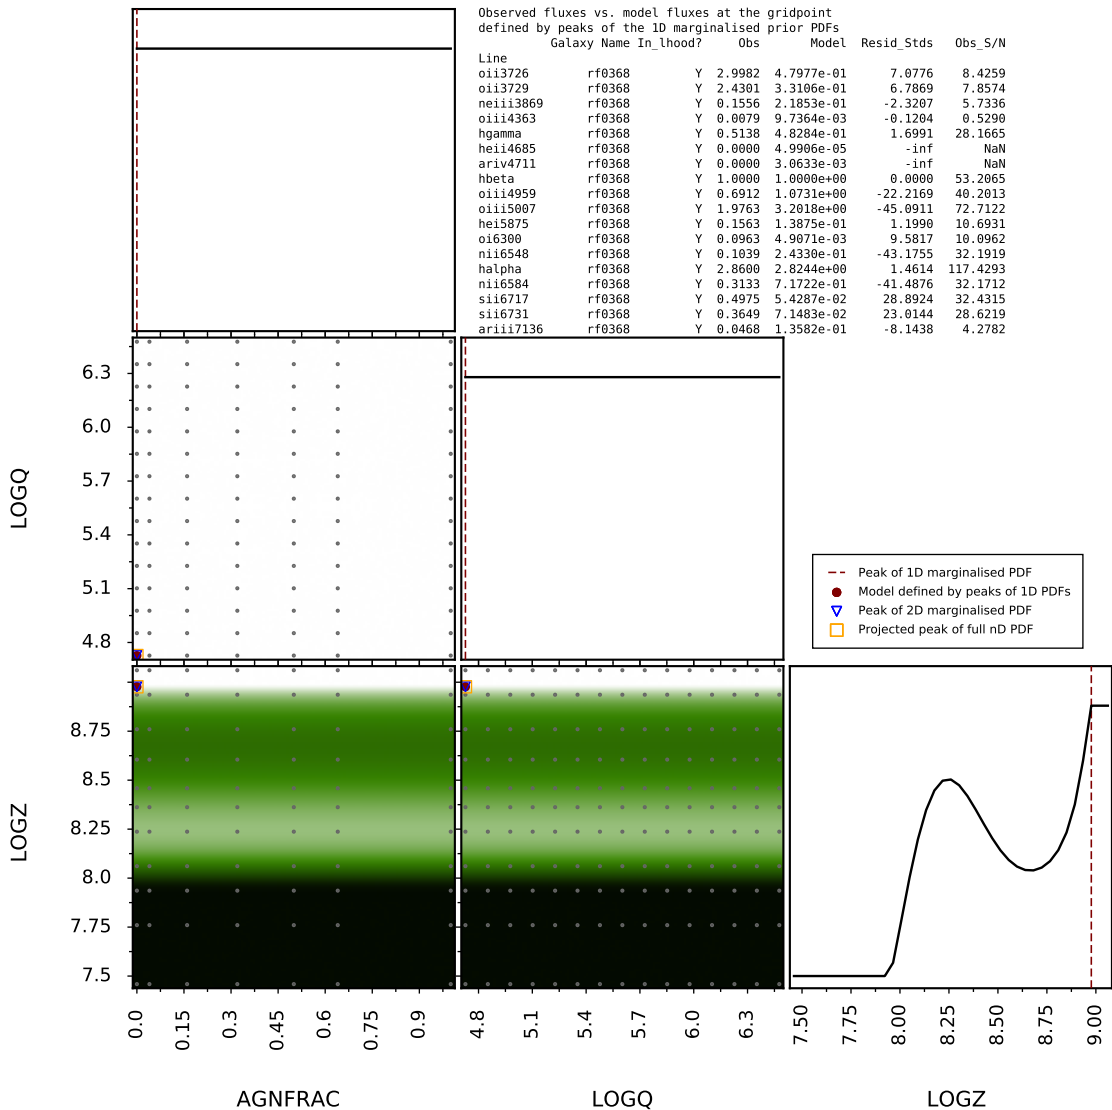 Observed fluxes vs. model fluxes at the gridpoint
defined by peaks of the 1D marginalised prior PDFs
Galaxy Name In_lhood? Obs Model Resid_Stds Obs_S/N
Line
oii3726 rf0368 Y 2.9982 4.7977e-01 7.0776 8.4259
oii3729 rf0368 Y 2.4301 3.3106e-01 6.7869 7.8574
neiii3869 rf0368 Y 0.1556 2.1853e-01 -2.3207 5.7336
oiii4363 rf0368 Y 0.0079 9.7364e-03 -0.1204 0.5290
hgamma rf0368 Y 0.5138 4.8284e-01 1.6991 28.1665
heii4685 rf0368 Y 0.0000 4.9906e-05 -inf NaN
ariv4711 rf0368 Y 0.0000 3.0633e-03 -inf NaN
hbeta rf0368 Y 1.0000 1.0000e+00 0.0000 53.2065
oiii4959 rf0368 Y 0.6912 1.0731e+00 -22.2169 40.2013
oiii5007 rf0368 Y 1.9763 3.2018e+00 -45.0911 72.7122
hei5875 rf0368 Y 0.1563 1.3875e-01 1.1990 10.6931
oi6300 rf0368 Y 0.0963 4.9071e-03 9.5817 10.0962
nii6548 rf0368 Y 0.1039 2.4330e-01 -43.1755 32.1919
halpha rf0368 Y 2.8600 2.8244e+00 1.4614 117.4293
nii6584 rf0368 Y 0.3133 7.1722e-01 -41.4876 32.1712
sii6717 rf0368 Y 0.4975 5.4287e-02 28.8924 32.4315
sii6731 rf0368 Y 0.3649 7.1483e-02 23.0144 28.6219
ariii7136 rf0368 Y 0.0468 1.3582e-01 -8.1438 4.2782
LOGQ
6.3
6.0
5.7
5.4
5.1
4.8
Peak of 1D marginalised PDF
Model defined by peaks of 1D PDFs
Peak of 2D marginalised PDF
Projected peak of full nD PDF
LOGZ
8.75
8.5
8.25
8.0
7.75
7.5
0.0 0.15 0.3 0.45 0.6 0.75 0.9
4.8 5.1 5.4 5.7 6.0 6.3
7.50 7.75 8.00 8.25 8.50 8.75 9.00
AGNFRAC LOGQ LOGZ